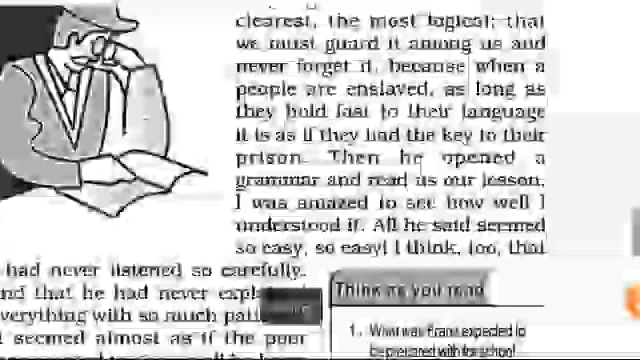 clearest, the most logical; that
we must guard it among us and
never forget it, because when a
people are enslaved, as long as
they hold fast to their language
it is as if they had the key to their
prison. Then he opened a
grammar and read us our lesson.
I was amazed to see how well I
understood it. All he said seemed
so easy, so easy! I think, too, that
had never listened so carefully.
nd that he had never
verything with so much
t seemed almost as if the poor
Think as you read
1. What was Franz expected to
be prepared with for school